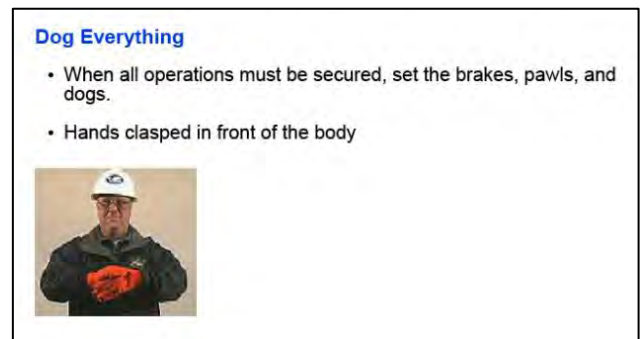 Dog Everything
• When all operations must be secured, set the brakes, pawls, and
dogs.
• Hands clasped in front of the body